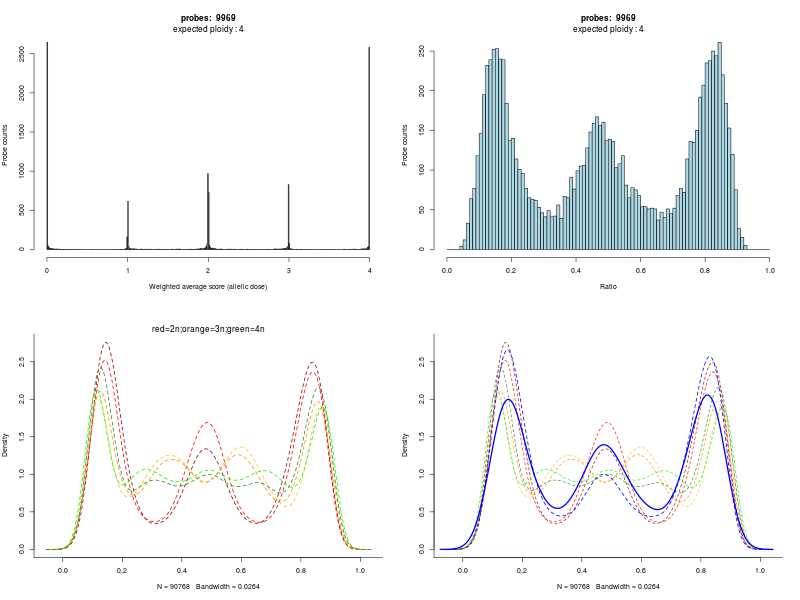 probes: 9969
expected ploidy : 4
Probe counts
2500
2000
1500
1000
500
0
0 1 2 3 4
Weighted average score (allelic dose)
probes: 9969
expected ploidy : 4
Probe counts
250
200
150
100
50
0
0.0 0.2 0.4 0.6 0.8 1.0
Ratio
red=2n;orange=3n;green=4n
Density
2.5
2.0
1.5
1.0
0.5
0.0
0.0 0.2 0.4 0.6 0.8 1.0
N = 90768 Bandwidth = 0.0264
Density
2.5
2.0
1.5
1.0
0.5
0.0
0.0 0.2 0.4 0.6 0.8 1.0
N = 90768 Bandwidth = 0.0264